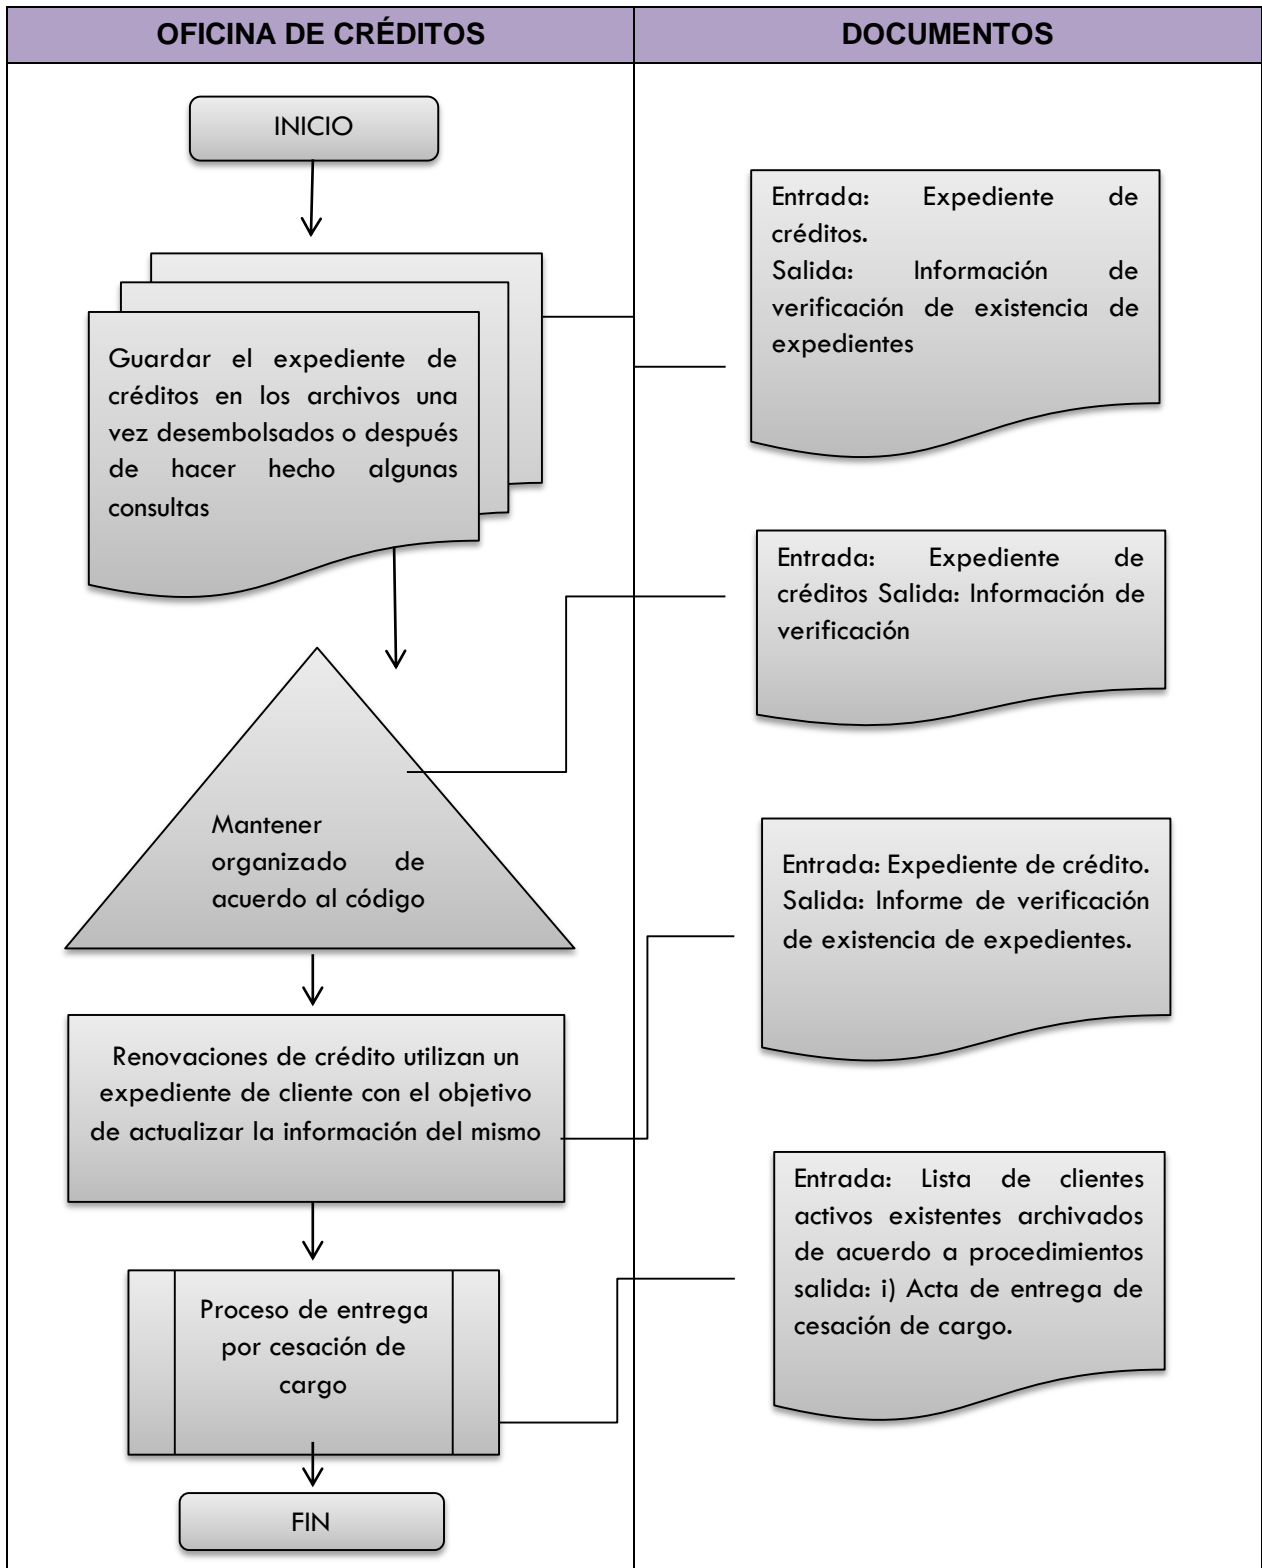 OFICINA DE CRÉDITOS
DOCUMENTOS
INICIO
Guardar el expediente de
créditos en los archivos una
vez desembolsados o después
de hacer hecho algunas
consultas
Mantener
organizado de
acuerdo al código
Renovaciones de crédito utilizan un
expediente de cliente con el objetivo
de actualizar la información del mismo
Proceso de entrega
por cesación de
cargo
FIN
Entrada: Expediente de
créditos.
Salida: Información de
verificación de existencia de
expedientes
Entrada: Expediente de
créditos Salida: Información de
verificación
Entrada: Expediente de crédito.
Salida: Informe de verificación
de existencia de expedientes.
Entrada: Lista de clientes
activos existentes archivados
de acuerdo a procedimientos
salida: i) Acta de entrega de
cesación de cargo.